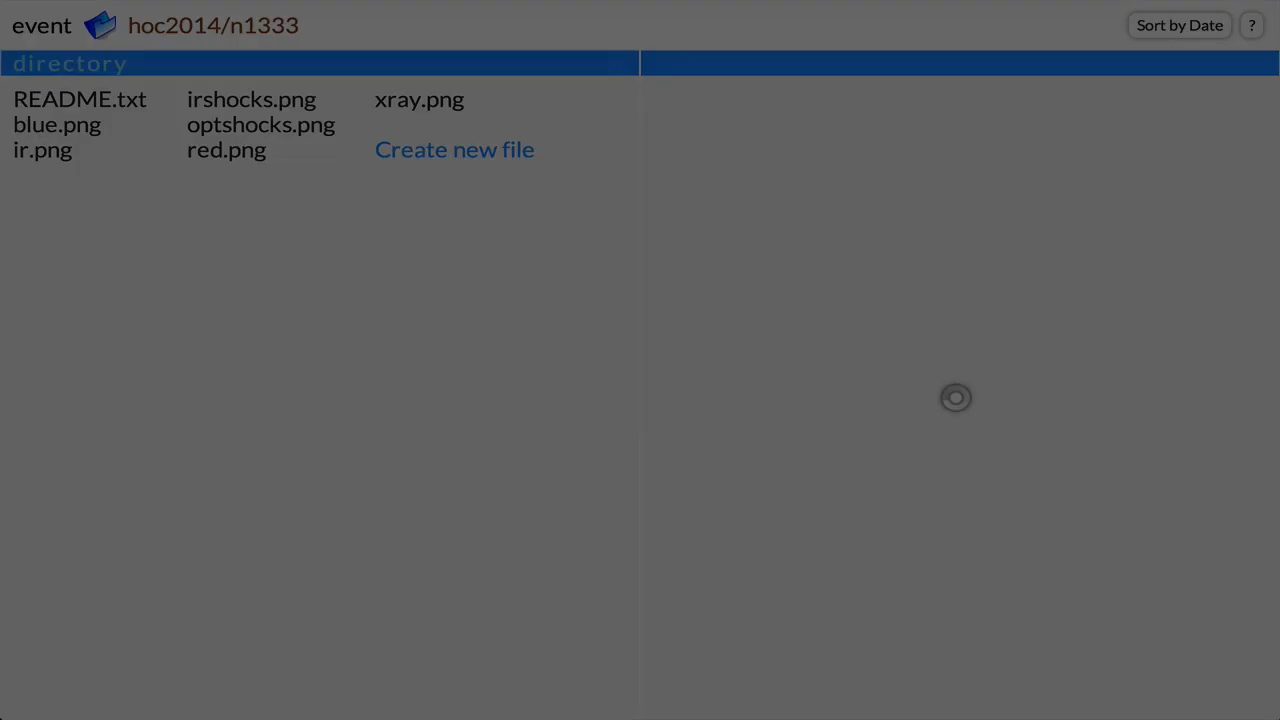 event hoc2014/n1333 Sort by Date ?
directory
README.txt irshocks.png xray.png
blue.png optshocks.png
ir.png red.png Create new file